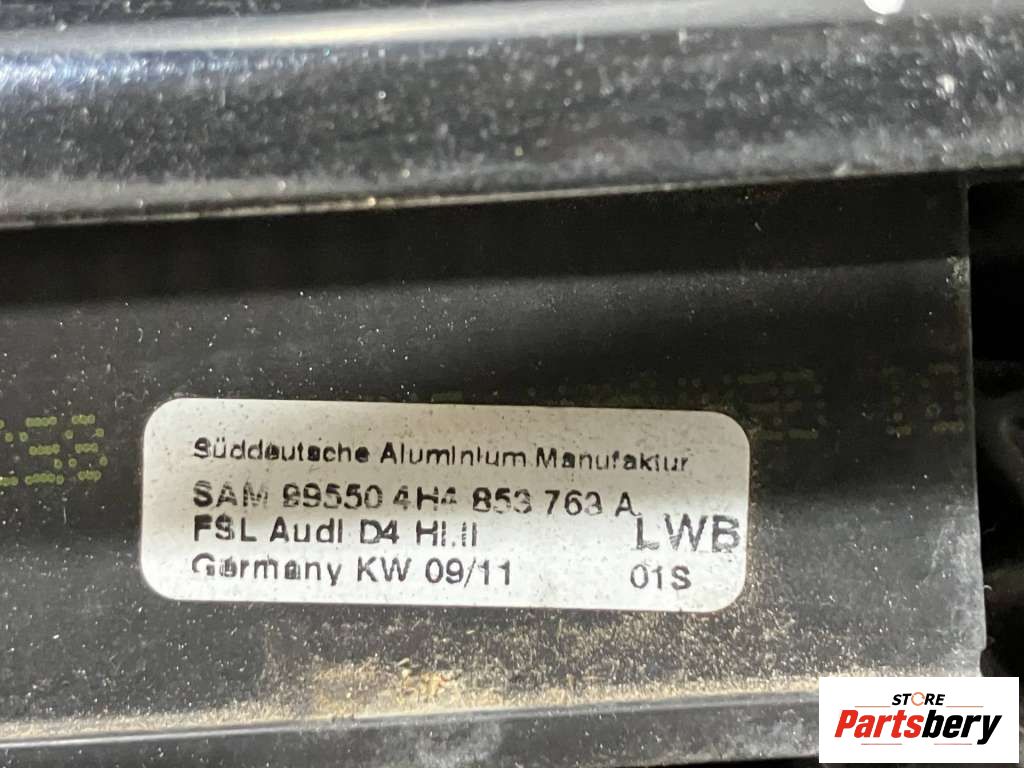 Süddeutsche Aluminium Manufaktur
SAM 99550 4H4 853 763 A
FSL Audi D4 HI.II LWB
Germany KW 09/11 01S
STORE
Partsbery